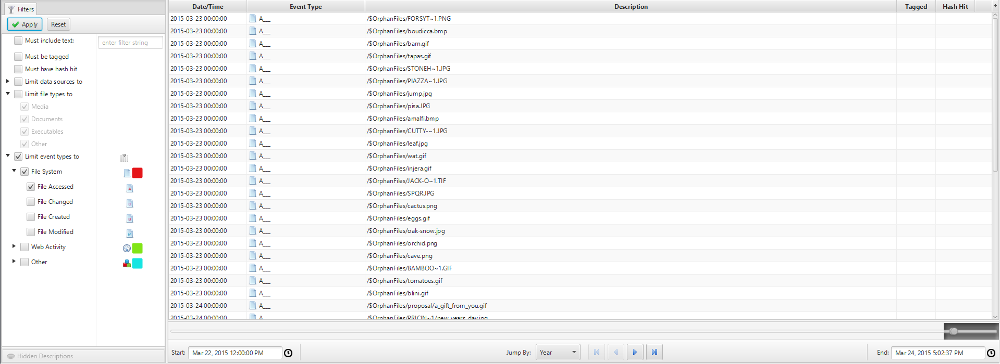 Filters
Apply Reset
Must include text: enter filter string
Must be tagged
Must have hash hit
Limit data sources to
Limit file types to
Media
Documents
Executables
Other
Limit event types to
File System
File Accessed
A
File Changed
C
File Created
B
File Modified
M
Web Activity
Other
Hidden Descriptions
Date/Time Event Type Description Tagged Hash Hit +
2015-03-23 00:00:00 A___ /$OrphanFiles/FORSYT~1.PNG
2015-03-23 00:00:00 A___ /$OrphanFiles/boudicca.bmp
2015-03-23 00:00:00 A___ /$OrphanFiles/barn.gif
2015-03-23 00:00:00 A___ /$OrphanFiles/tapas.gif
2015-03-23 00:00:00 A___ /$OrphanFiles/STONEH~1.JPG
2015-03-23 00:00:00 A___ /$OrphanFiles/PIAZZA~1.JPG
2015-03-23 00:00:00 A___ /$OrphanFiles/jump.jpg
2015-03-23 00:00:00 A___ /$OrphanFiles/pisa.JPG
2015-03-23 00:00:00 A___ /$OrphanFiles/amalfi.bmp
2015-03-23 00:00:00 A___ /$OrphanFiles/CUTTY-~1.JPG
2015-03-23 00:00:00 A___ /$OrphanFiles/leaf.jpg
2015-03-23 00:00:00 A___ /$OrphanFiles/wat.gif
2015-03-23 00:00:00 A___ /$OrphanFiles/injera.gif
2015-03-23 00:00:00 A___ /$OrphanFiles/JACK-O~1.TIF
2015-03-23 00:00:00 A___ /$OrphanFiles/SPQR.JPG
2015-03-23 00:00:00 A___ /$OrphanFiles/cactus.png
2015-03-23 00:00:00 A___ /$OrphanFiles/eggs.gif
2015-03-23 00:00:00 A___ /$OrphanFiles/oak-snow.jpg
2015-03-23 00:00:00 A___ /$OrphanFiles/orchid.png
2015-03-23 00:00:00 A___ /$OrphanFiles/cave.png
2015-03-23 00:00:00 A___ /$OrphanFiles/BAMBOO~1.GIF
2015-03-23 00:00:00 A___ /$OrphanFiles/tomatoes.gif
2015-03-23 00:00:00 A___ /$OrphanFiles/blini.gif
2015-03-24 00:00:00 A___ /$OrphanFiles/proposal/a_gift_from_you.gif
2015-03-24 00:00:00 A___ /$OrphanFiles/PRICIN~1/new_years_day.jpg
Start: Mar 22, 2015 12:00:00 PM Jump By: Year End: Mar 24, 2015 5:02:37 PM